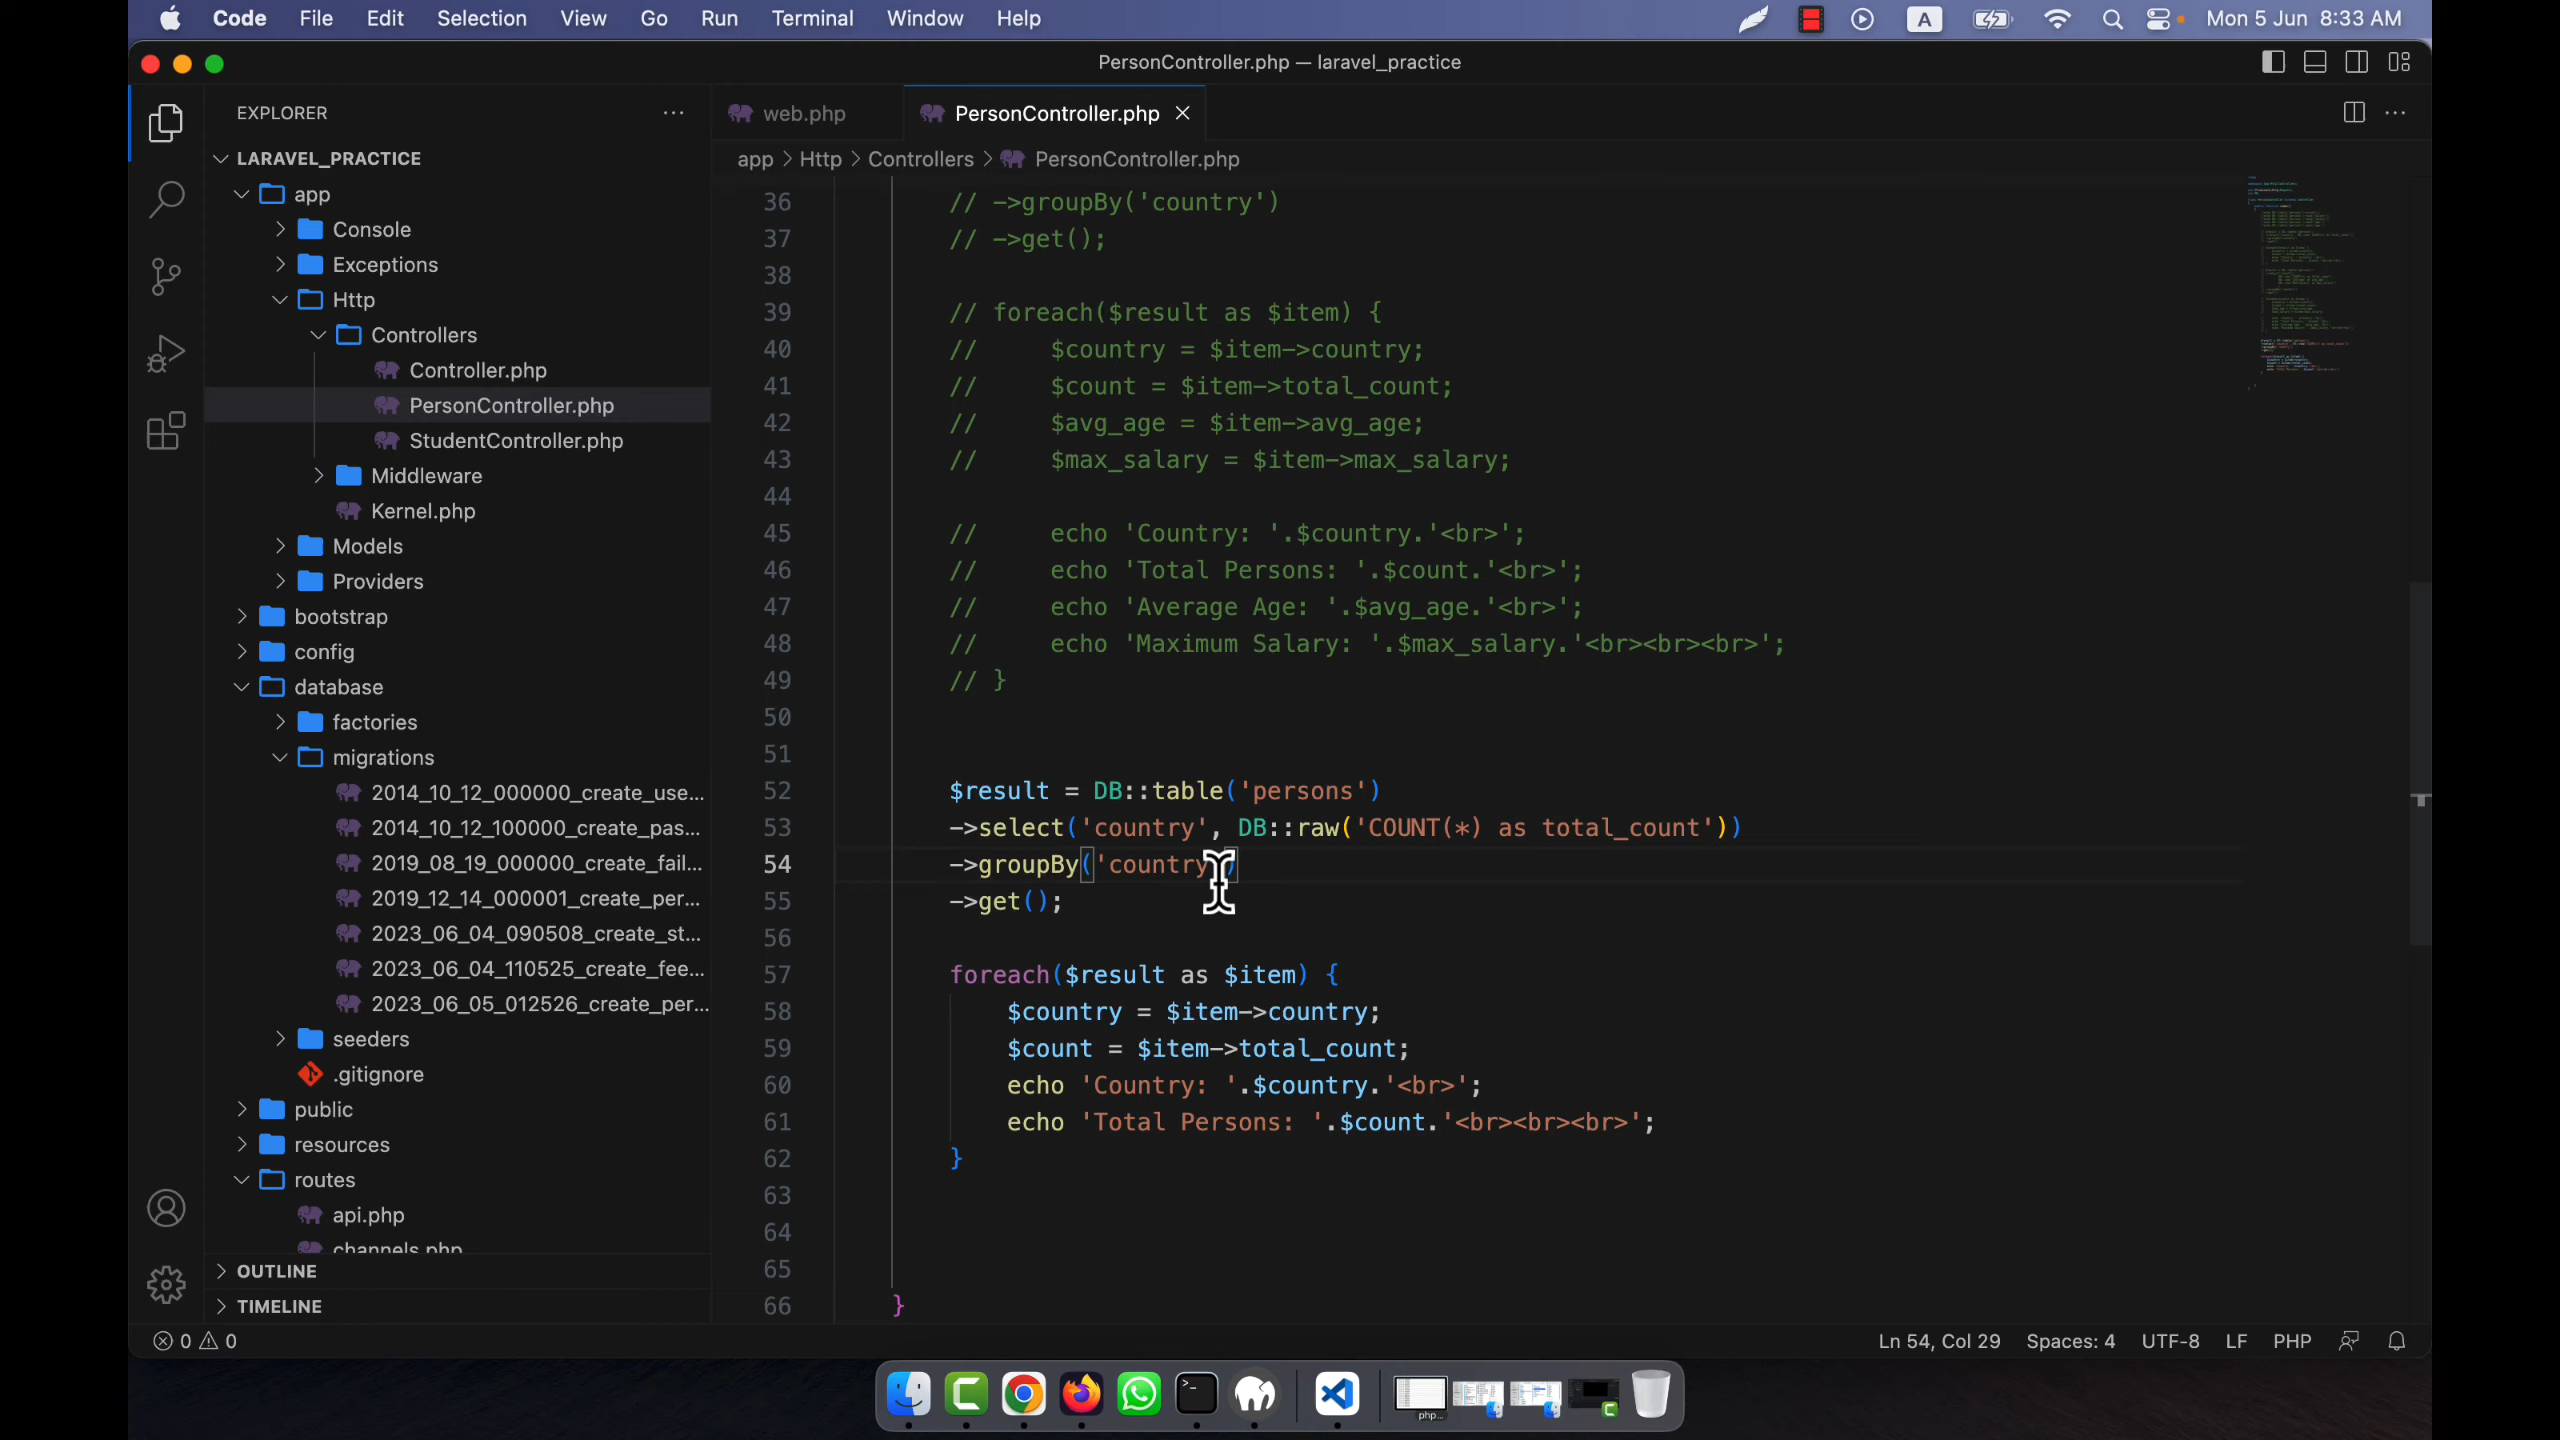 Code File Edit Selection View Go Run Terminal Window Help A Mon 5 Jun 8:33 AM
PersonController.php — laravel_practice
EXPLORER
LARAVEL_PRACTICE
app
Console
Exceptions
Http
Controllers
Controller.php
PersonController.php
StudentController.php
Middleware
Kernel.php
Models
Providers
bootstrap
config
database
factories
migrations
2014_10_12_000000_create_use...
2014_10_12_100000_create_pas...
2019_08_19_000000_create_fail...
2019_12_14_000001_create_per...
2023_06_04_090508_create_st...
2023_06_04_110525_create_fee...
2023_06_05_012526_create_per...
seeders
.gitignore
public
resources
routes
api.php
channels.php
OUTLINE
TIMELINE
web.php PersonController.php
app > Http > Controllers > PersonController.php
36 // ->groupBy('country')
37 // ->get();
38
39 // foreach($result as $item) {
40 //     $country = $item->country;
41 //     $count = $item->total_count;
42 //     $avg_age = $item->avg_age;
43 //     $max_salary = $item->max_salary;
44
45 //     echo 'Country: '.$country.'<br>';
46 //     echo 'Total Persons: '.$count.'<br>';
47 //     echo 'Average Age: '.$avg_age.'<br>';
48 //     echo 'Maximum Salary: '.$max_salary.'<br><br><br>';
49 // }
50
51
52 $result = DB::table('persons')
53 ->select('country', DB::raw('COUNT(*) as total_count'))
54 ->groupBy('country')
55 ->get();
56
57 foreach($result as $item) {
58     $country = $item->country;
59     $count = $item->total_count;
60     echo 'Country: '.$country.'<br>';
61     echo 'Total Persons: '.$count.'<br><br><br>';
62 }
63
64
65
66 }
0 0 Ln 54, Col 29 Spaces: 4 UTF-8 LF PHP
php...